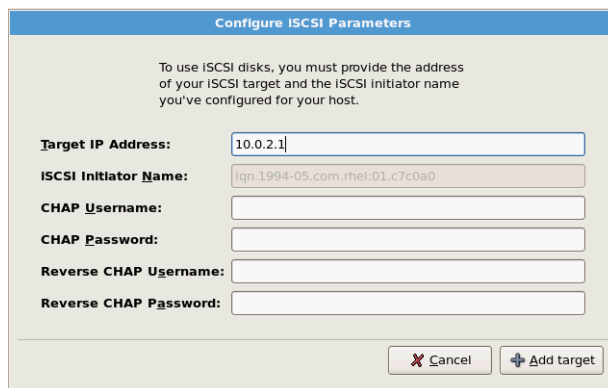 Configure iSCSI Parameters
To use iSCSI disks, you must provide the address
of your iSCSI target and the iSCSI initiator name
you've configured for your host.
Target IP Address:
10.0.2.1
iSCSI Initiator Name:
iqn.1994-05.com.rhel:01.c7c0a0
CHAP Username:
CHAP Password:
Reverse CHAP Username:
Reverse CHAP Password:
Cancel
Add target